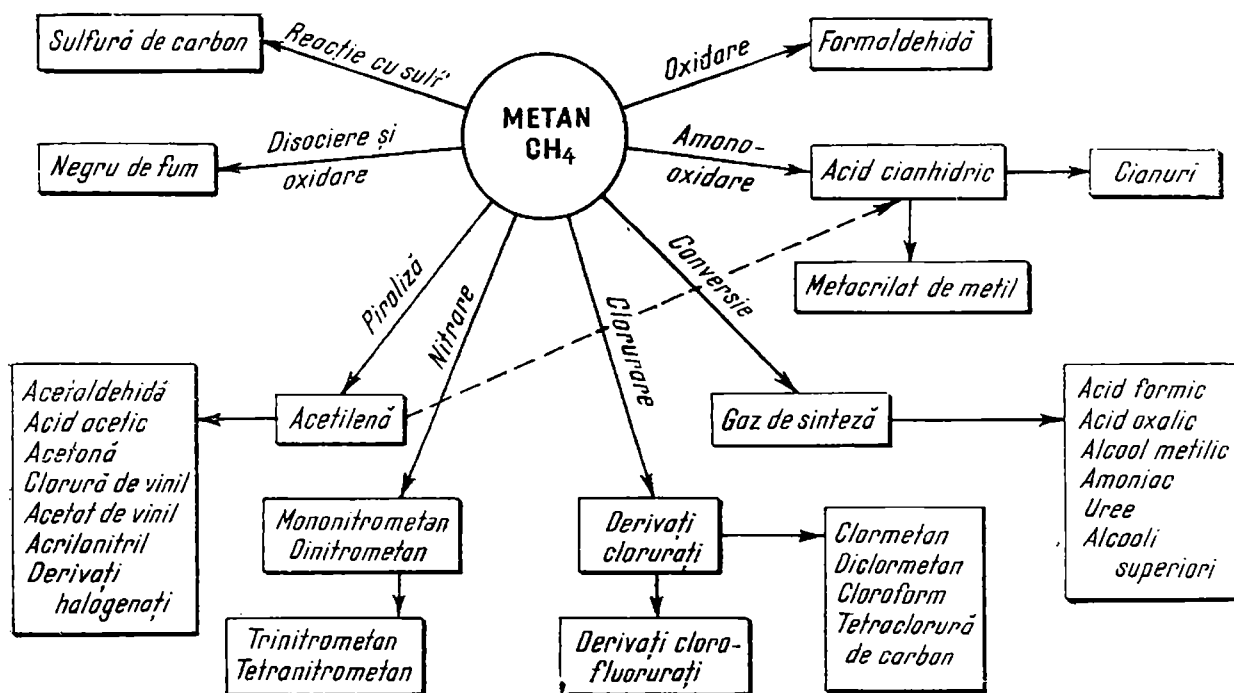 Sulfură de carbon
Reacție cu sulf
METAN
CH₄
Oxidare
Formaldehidă
Negru de fum
Disociere și
oxidare
Amono-
oxidare
Acid cianhidric
Cianuri
Metacrilat de metil
Piroliză
Nitrare
Clorurare
Conversie
Acetaldehidă
Acid acetic
Acetonă
Clorură de vinil
Acetat de vinil
Acrilonitril
Derivați
halogenați
Acetilenă
Gaz de sinteză
Acid formic
Acid oxalic
Alcool metilic
Amoniac
Uree
Alcooli
superiori
Mononitrometan
Dinitrometan
Trinitrometan
Tetranitrometan
Derivați
clorurați
Derivați cloro-
fluorurați
Clormetan
Diclormetan
Cloroform
Tetraclorură
de carbon